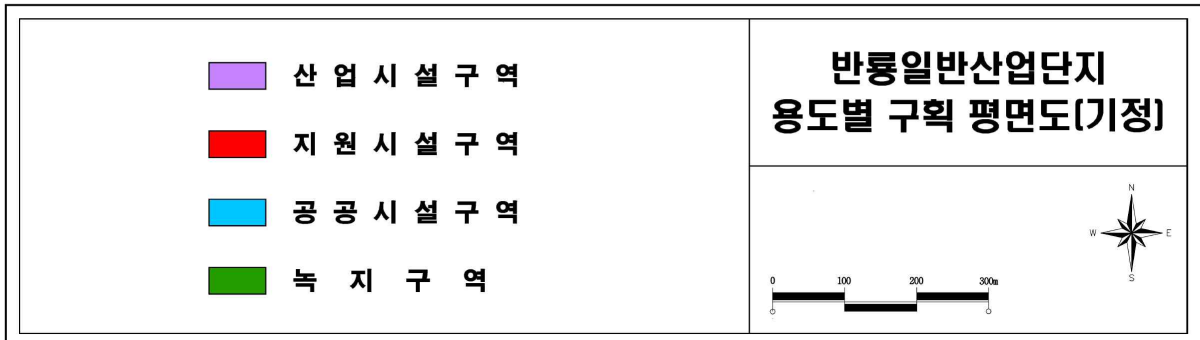 산업시설구역
지원시설구역
공공시설구역
녹지구역
반룡일반산업단지
용도별 구획 평면도(기정)
N
W E
S
0 100 200 300m